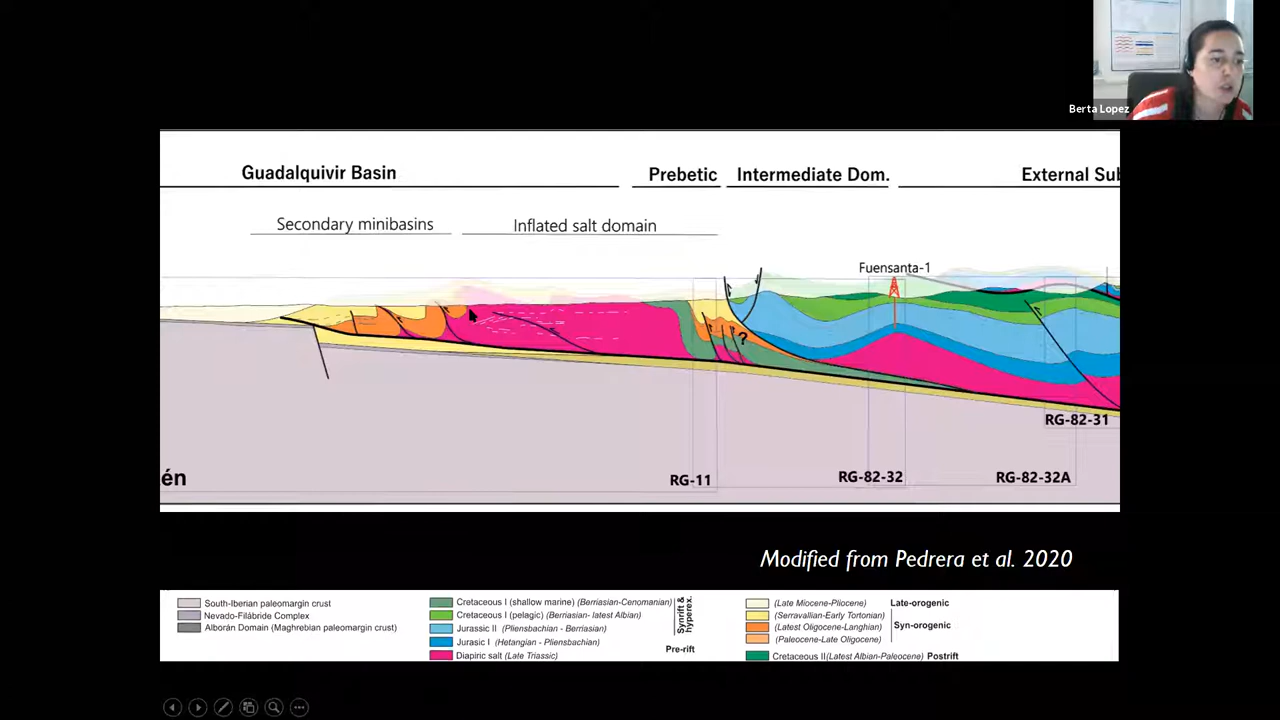 Berta Lopez
Guadalquivir Basin
Prebetic
Intermediate Dom.
External Sub
Secondary minibasins
Inflated salt domain
Fuensanta-1
?
RG-82-31
én
RG-11
RG-82-32
RG-82-32A
Modified from Pedrera et al. 2020
South-Iberian paleomargin crust
Nevado-Filábride Complex
Alborán Domain (Maghrebian paleomargin crust)
Cretaceous I (shallow marine) (Berriasian-Cenomanian)
Cretaceous I (pelagic) (Berriasian- latest Albian)
Jurassic II (Pliensbachian - Berriasian)
Jurasic I (Hetangian - Pliensbachian)
Diapiric salt (Late Triassic)
Synrift &
hyperex.
Pre-rift
(Late Miocene-Pliocene) Late-orogenic
(Serravallian-Early Tortonian)
(Latest Oligocene-Langhian) Syn-orogenic
(Paleocene-Late Oligocene)
Cretaceous II(Latest Albian-Paleocene) Postrift